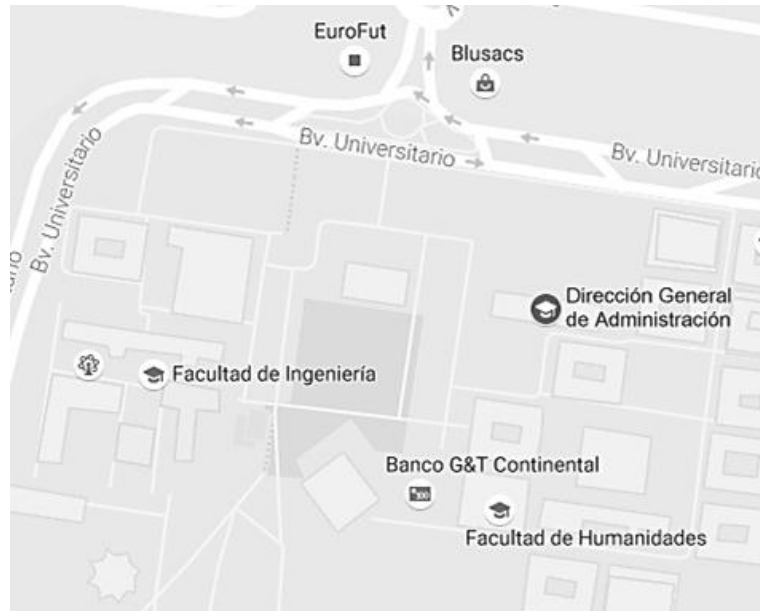 EuroFut
Blusacs
Bv. Universitario
Bv. Universitario
Bv. Universitario
Dirección General
de Administración
Facultad de Ingeniería
Banco G&T Continental
Facultad de Humanidades